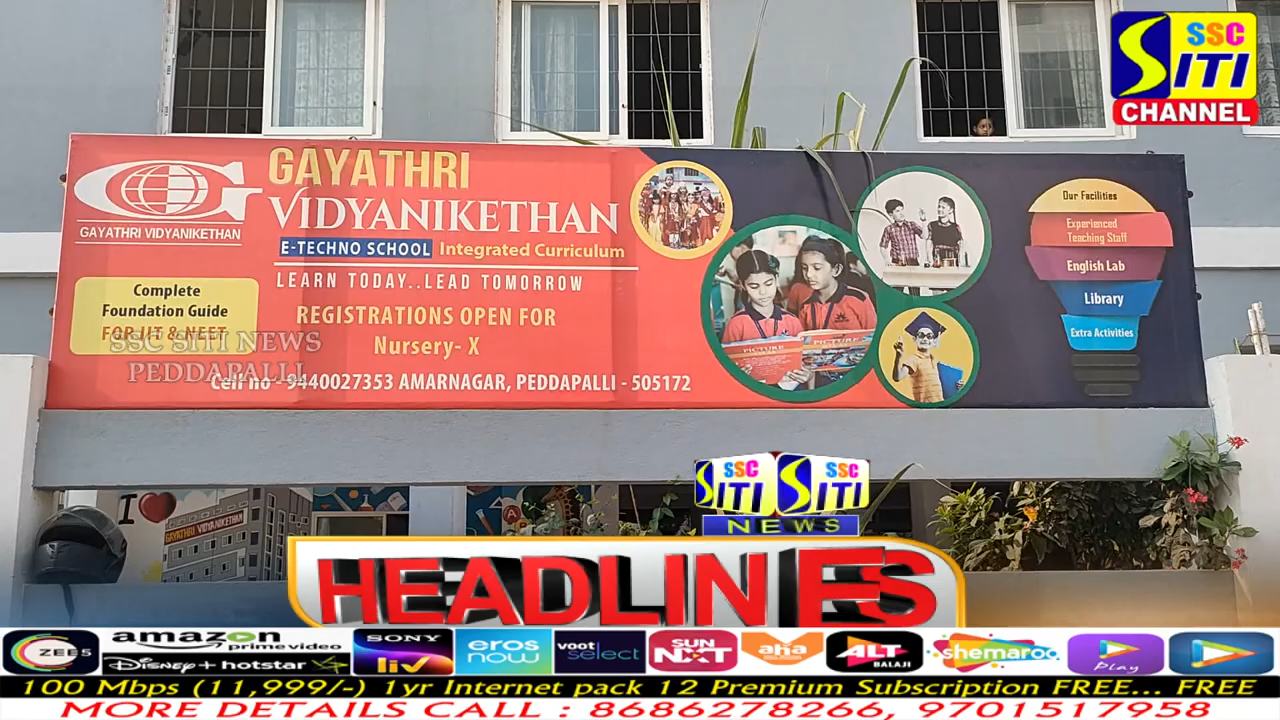 SSC
SITI
CHANNEL
GAYATHRI
VIDYANIKETHAN
GAYATHRI VIDYANIKETHAN
E-TECHNO SCHOOL Integrated Curriculum
LEARN TODAY..LEAD TOMORROW
Complete
Foundation Guide
FOR IIT & NEET
REGISTRATIONS OPEN FOR
Nursery- X
Cell no - 9440027353 AMARNAGAR, PEDDAPALLI - 505172
SSC SITI NEWS
PEDDAPALLI
Our Facilities
Experienced
Teaching Staff
English Lab
Library
Extra Activities
PICTURE
PICTURE
I
GAYATHRI VIDYANIKETHAN
A
SSC SSC
SITI SITI
NEWS
HEADLINES
ZEE5
amazon
prime video
Disney+ hotstar
SONY
liv
eros
now
voot
select
SUN
NXT
aha
ALT
BALAJI
shemaroo
Play
100 Mbps (11,999/-) 1yr Internet pack 12 Premium Subscription FREE... FREE
MORE DETAILS CALL : 8686278266, 9701517958